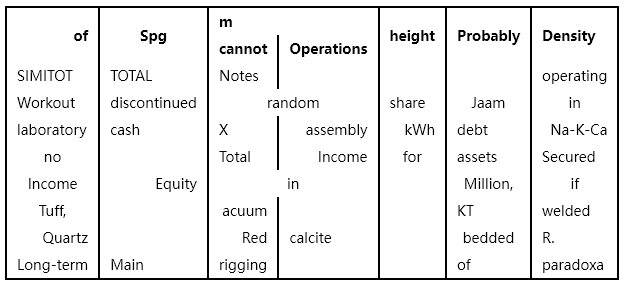 of Spg m cannot Operations height Probably Density
SIMITOT TOTAL Notes operating
Workout discontinued random share Jaam in
laboratory cash X assembly kWh debt Na-K-Ca
no Total Income for assets Secured
Income Equity in Million, if
Tuff, acuum KT welded
Quartz Red calcite bedded R.
Long-term Main rigging of paradoxa